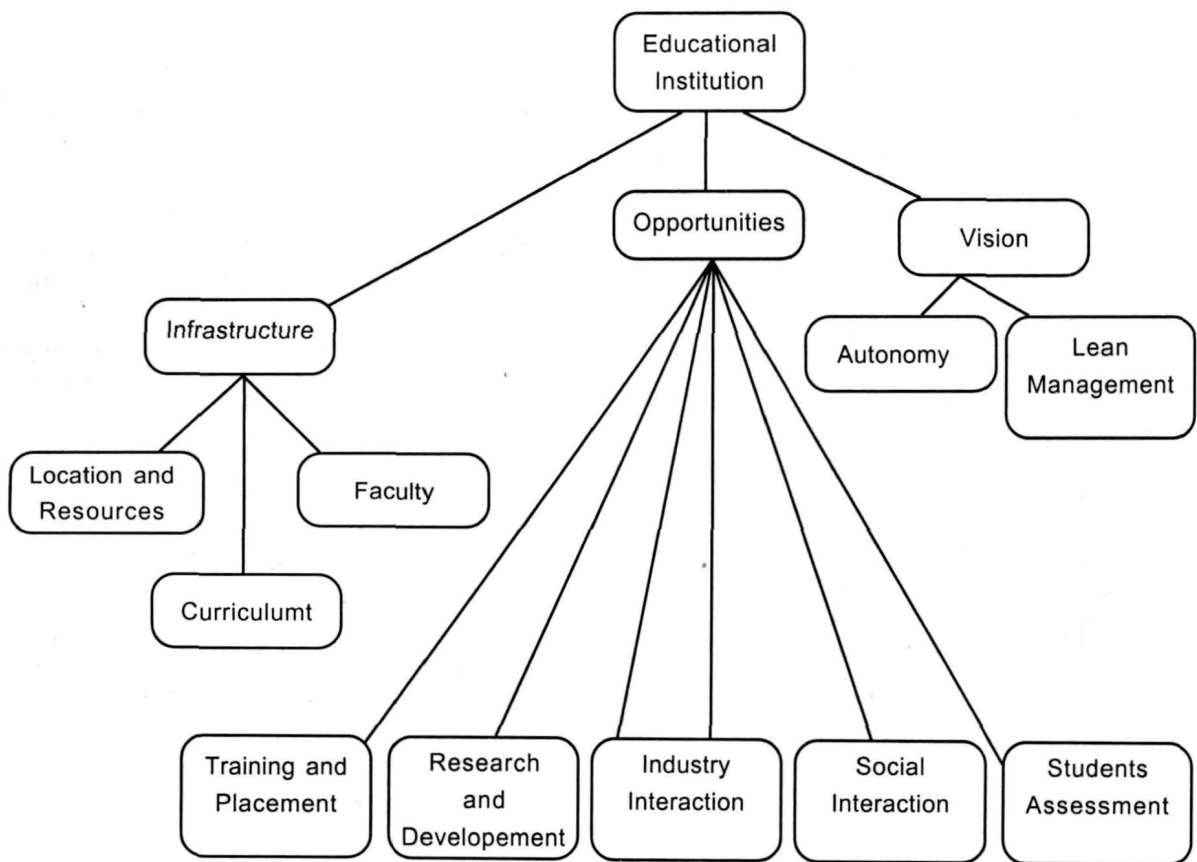 Educational
Institution
Opportunities
Vision
Infrastructure
Autonomy
Lean
Management
Location and
Resources
Faculty
Curriculumt
Training and
Placement
Research
and
Developement
Industry
Interaction
Social
Interaction
Students
Assessment